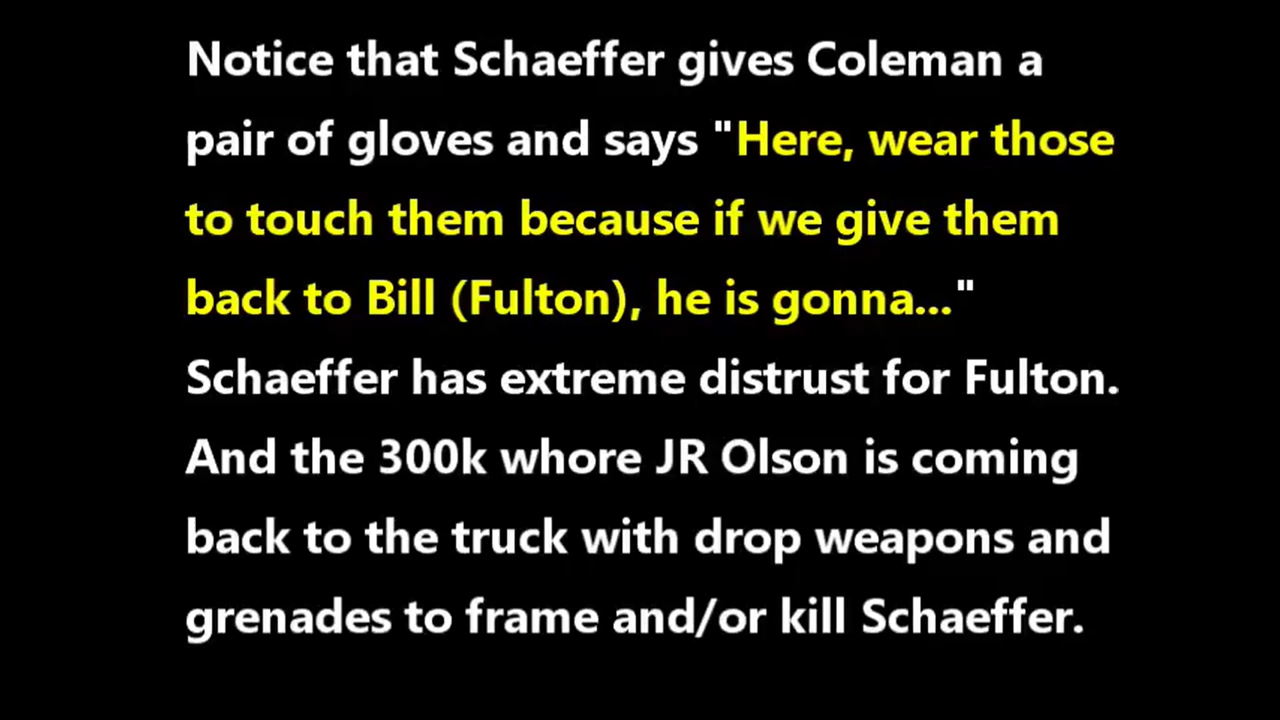 Notice that Schaeffer gives Coleman a
pair of gloves and says "Here, wear those
to touch them because if we give them
back to Bill (Fulton), he is gonna..."
Schaeffer has extreme distrust for Fulton.
And the 300k whore JR Olson is coming
back to the truck with drop weapons and
grenades to frame and/or kill Schaeffer.